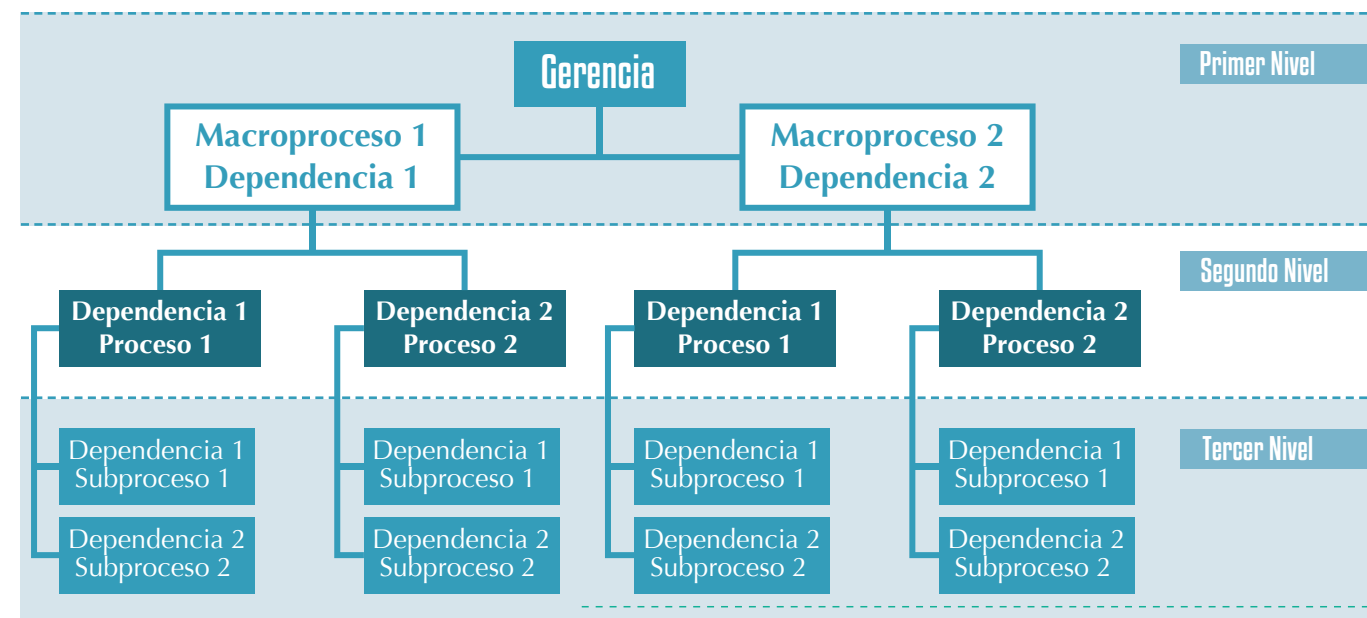 Gerencia
Primer Nivel
Macroproceso 1
Dependencia 1
Macroproceso 2
Dependencia 2
Segundo Nivel
Dependencia 1
Proceso 1
Dependencia 2
Proceso 2
Dependencia 1
Proceso 1
Dependencia 2
Proceso 2
Tercer Nivel
Dependencia 1
Subproceso 1
Dependencia 1
Subproceso 1
Dependencia 1
Subproceso 1
Dependencia 1
Subproceso 1
Dependencia 2
Subproceso 2
Dependencia 2
Subproceso 2
Dependencia 2
Subproceso 2
Dependencia 2
Subproceso 2